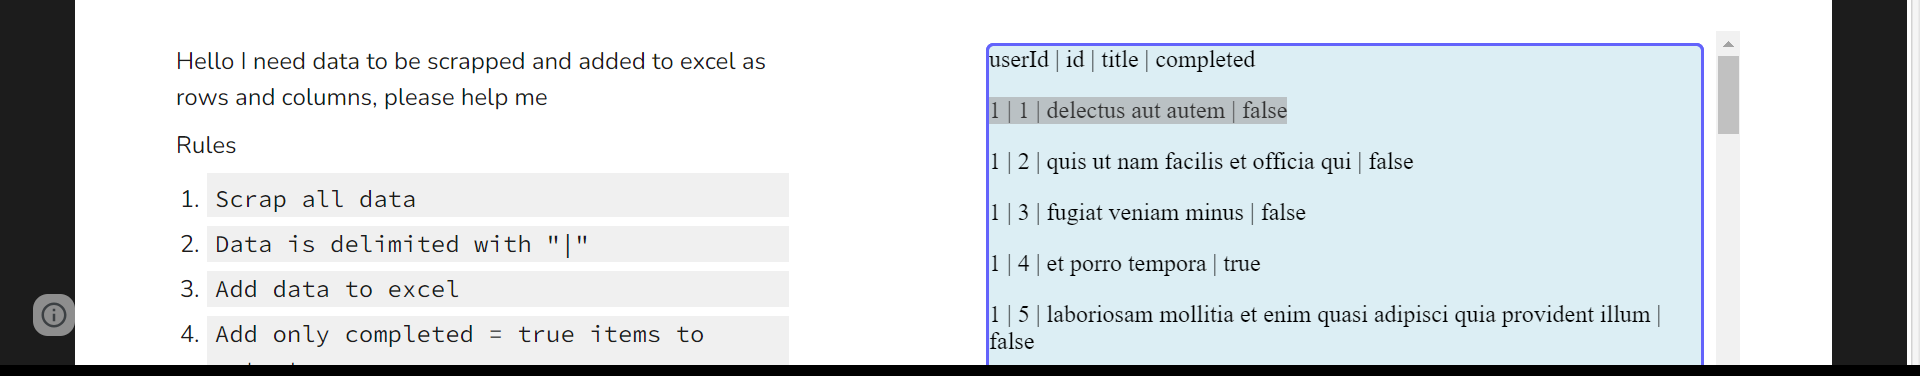 Hello I need data to be scrapped and added to excel as
rows and columns, please help me
Rules
1. Scrap all data
2. Data is delimited with "|"
3. Add data to excel
4. Add only completed = true items to
userId | id | title | completed
1 | 1 | delectus aut autem | false
1 | 2 | quis ut nam facilis et officia qui | false
1 | 3 | fugiat veniam minus | false
1 | 4 | et porro tempora | true
1 | 5 | laboriosam mollitia et enim quasi adipisci quia provident illum |
false